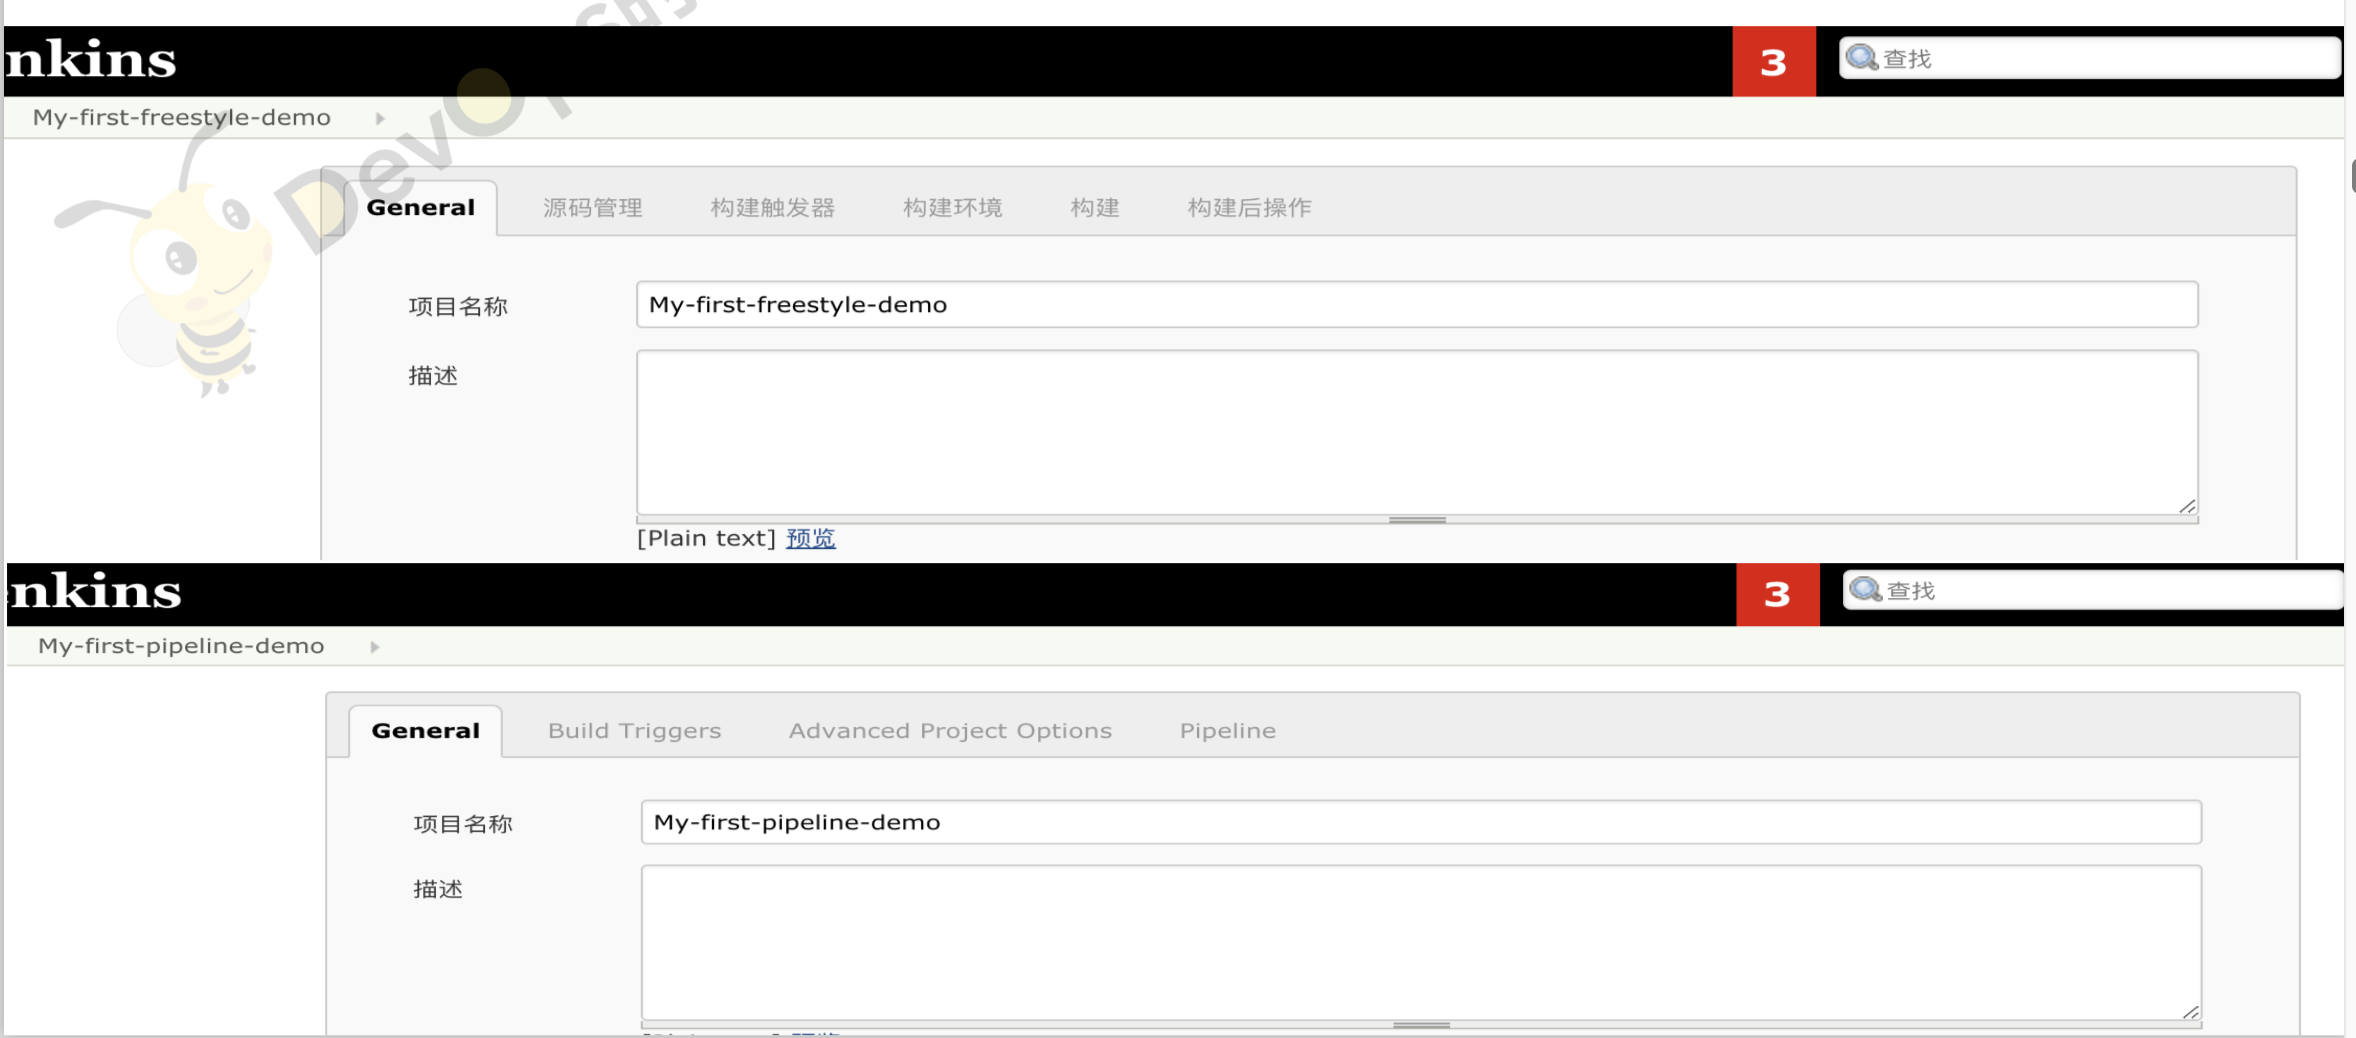 nkins 3 查找
My-first-freestyle-demo
DevOps
General 源码管理 构建触发器 构建环境 构建 构建后操作
项目名称 My-first-freestyle-demo
描述
[Plain text] 预览
nkins 3 查找
My-first-pipeline-demo
General Build Triggers Advanced Project Options Pipeline
项目名称 My-first-pipeline-demo
描述